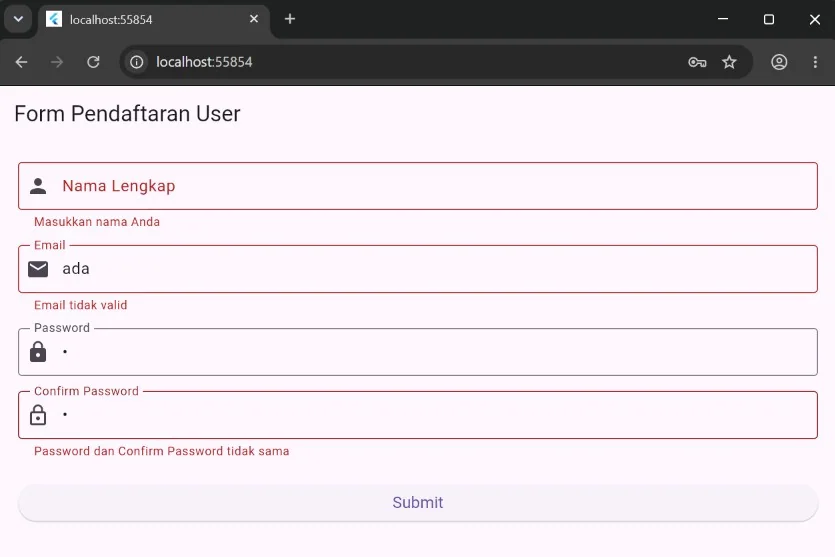 localhost:55854
localhost:55854
Form Pendaftaran User
Nama Lengkap
Masukkan nama Anda
Email
ada
Email tidak valid
Password
•
Confirm Password
•
Password dan Confirm Password tidak sama
Submit